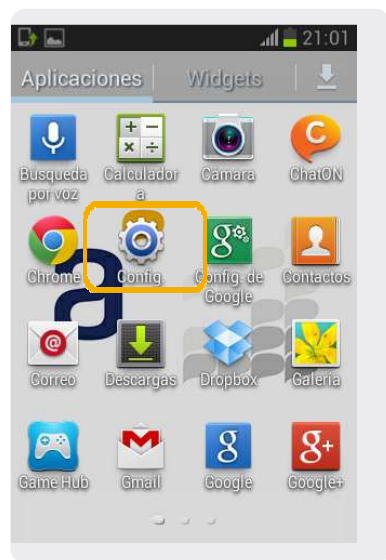 21:01
Aplicaciones
Widgets
Búsqueda
por voz
Calculador
a
Cámara
ChatON
Chrome
Config.
Config. de
Google
Contactos
Correo
Descargas
Dropbox
Galería
Game Hub
Gmail
Google
Google+